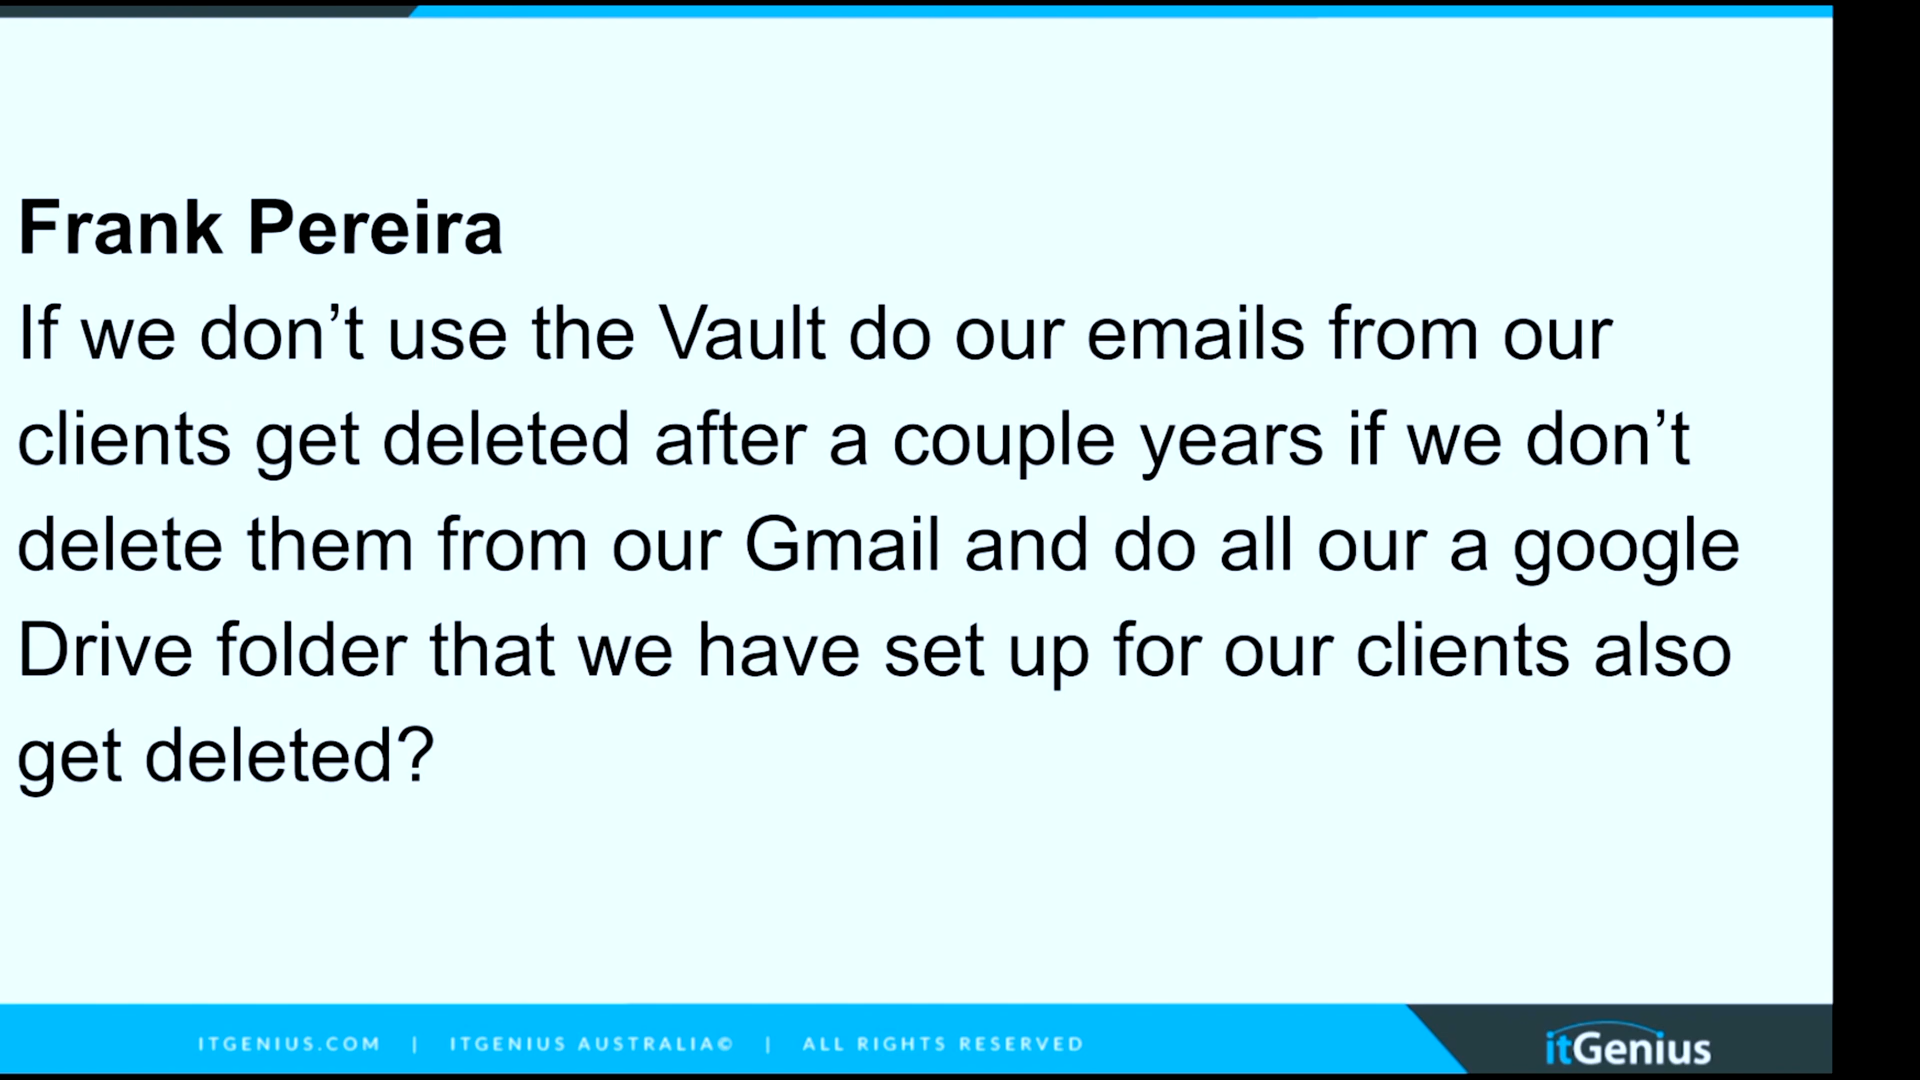 Frank Pereira
If we don’t use the Vault do our emails from our
clients get deleted after a couple years if we don’t
delete them from our Gmail and do all our a google
Drive folder that we have set up for our clients also
get deleted?
ITGENIUS.COM | ITGENIUS AUSTRALIA© | ALL RIGHTS RESERVED
itGenius